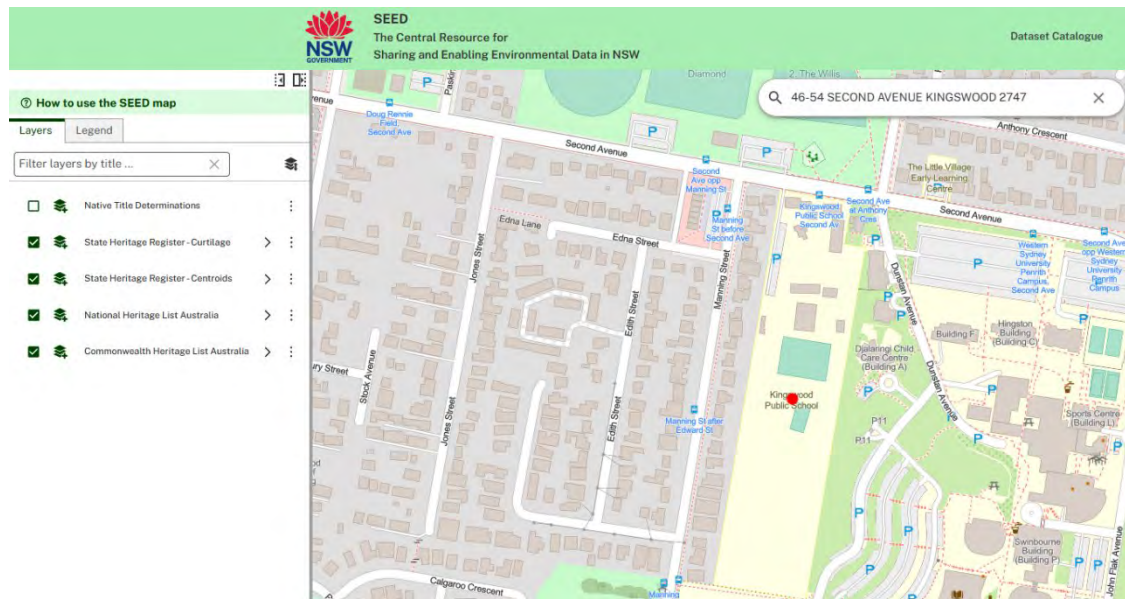 SEED
The Central Resource for
Sharing and Enabling Environmental Data in NSW
NSW
GOVERNMENT
Dataset Catalogue
How to use the SEED map
Layers
Legend
Filter layers by title ...
Native Title Determinations
State Heritage Register - Curtilage
State Heritage Register - Centroids
National Heritage List Australia
Commonwealth Heritage List Australia
46-54 SECOND AVENUE KINGSWOOD 2747
Diamond
2. The Willis
Anthony Crescent
Doug Rennie
Field,
Second Ave
P
P
P
Second Avenue
Second
Ave opp
Manning St
The Little Village
Early Learning
Centre
P
Kingswood
Public School
Second Av
Second Ave
at Anthony
Cres
Second Avenue
P
Manning
St before
Second Ave
Edna Lane
Edna Street
Jones Street
Manning Street
P
P
Western
Sydney
University
Penrith
Campus,
Second Ave
Second Ave
opp Western
Sydney
University
Penrith
Campus
P
P
Dunstan Avenue
Building F
Hingston
Building
(Building C)
P
Djalaringi Child
Care Centre
(Building A)
Stock Avenue
ury Street
Edith Street
Edith Street
Jones Street
Kingswood
Public School
Dunstan Avenue
P
Manning St after
Edward St
P11
P11
Sports Centre
(Building L)
P
P
P
P
P
Swinbourne
Building
(Building P)
John Flak Avenue
Calgaroo Crescent
Manning